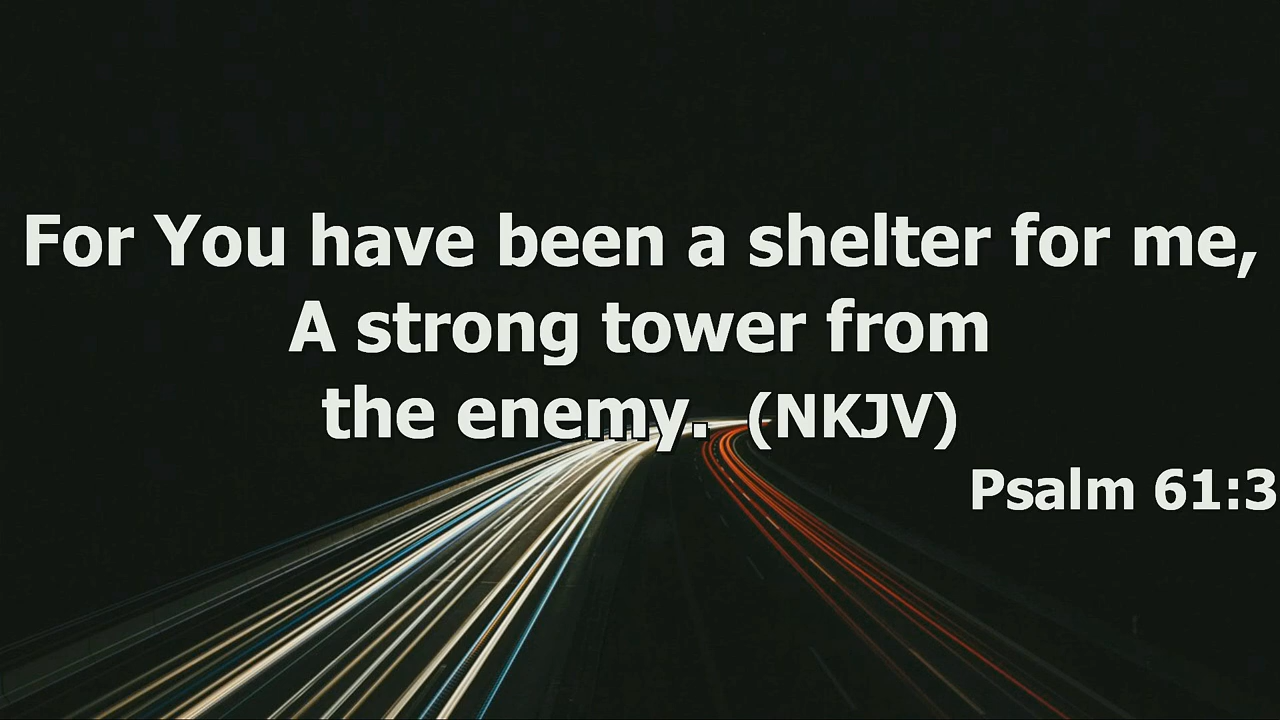 For You have been a shelter for me,
A strong tower from
the enemy. (NKJV)
Psalm 61:3